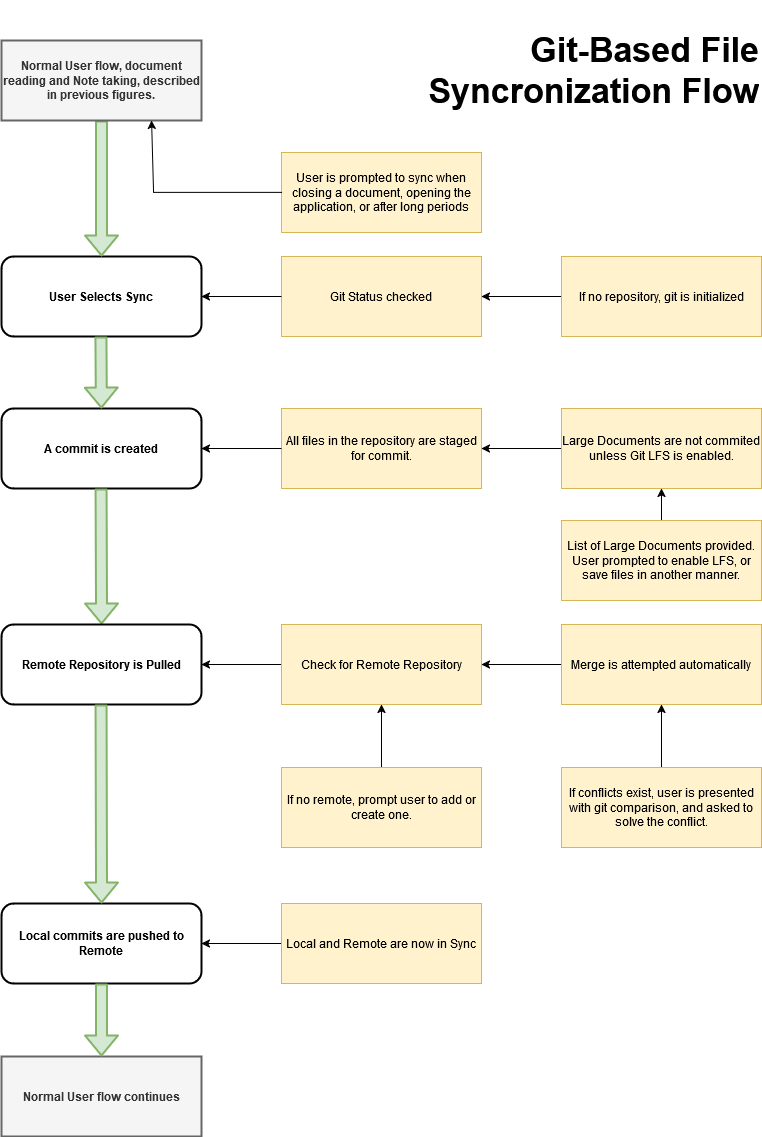 Git-Based File
Syncronization Flow
Normal User flow, document
reading and Note taking, described
in previous figures.
User is prompted to sync when
closing a document, opening the
application, or after long periods
User Selects Sync
Git Status checked
If no repository, git is initialized
A commit is created
All files in the repository are staged
for commit.
Large Documents are not commited
unless Git LFS is enabled.
List of Large Documents provided.
User prompted to enable LFS, or
save files in another manner.
Remote Repository is Pulled
Check for Remote Repository
Merge is attempted automatically
If no remote, prompt user to add or
create one.
If conflicts exist, user is presented
with git comparison, and asked to
solve the conflict.
Local commits are pushed to
Remote
Local and Remote are now in Sync
Normal User flow continues